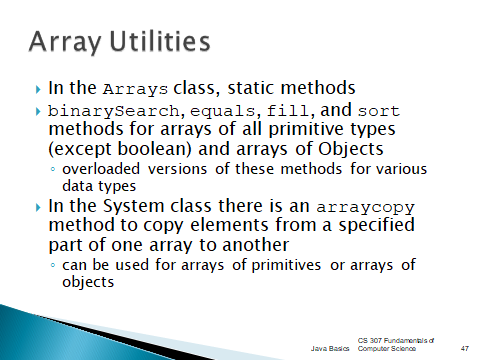 Array Utilities
In the Arrays class, static methods
binarySearch, equals, fill, and sort
methods for arrays of all primitive types
(except boolean) and arrays of Objects
overloaded versions of these methods for various
data types
In the System class there is an arraycopy
method to copy elements from a specified
part of one array to another
can be used for arrays of primitives or arrays of
objects
Java Basics
CS 307 Fundamentals of
Computer Science
47